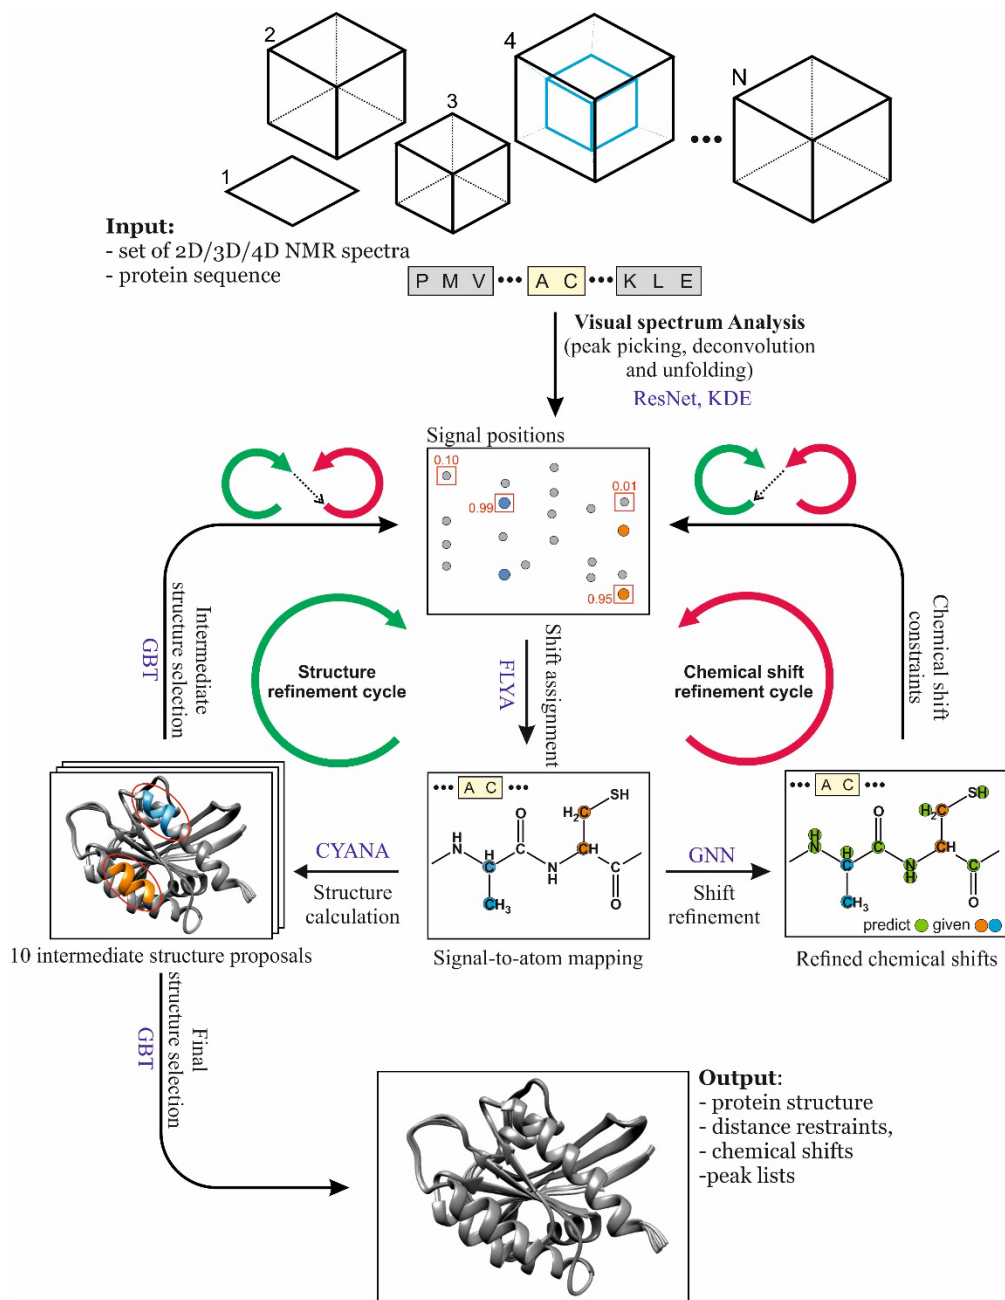 2
4
N
3
1
Input:
- set of 2D/3D/4D NMR spectra
- protein sequence
P M V ••• A C ••• K L E
Visual spectrum Analysis
(peak picking, deconvolution
and unfolding)
ResNet, KDE
Signal positions
0.10
0.99
0.01
0.95
Intermediate
structure selection
GBT
Structure
refinement cycle
Shift assignment
FLYA
Chemical shift
refinement cycle
Chemical shift
constraints
••• A C •••
SH
H₂C
O
H
N
H
C
C
CH
C
N
H
CH₃
O
CYANA
Structure
calculation
GNN
Shift
refinement
••• A C •••
SH
H₂C
O
H
N
H
C
C
CH
C
N
H
CH₃
O
predict given
10 intermediate structure proposals
Signal-to-atom mapping
Refined chemical shifts
Final
structure selection
GBT
Output:
- protein structure
- distance restraints,
- chemical shifts
-peak lists